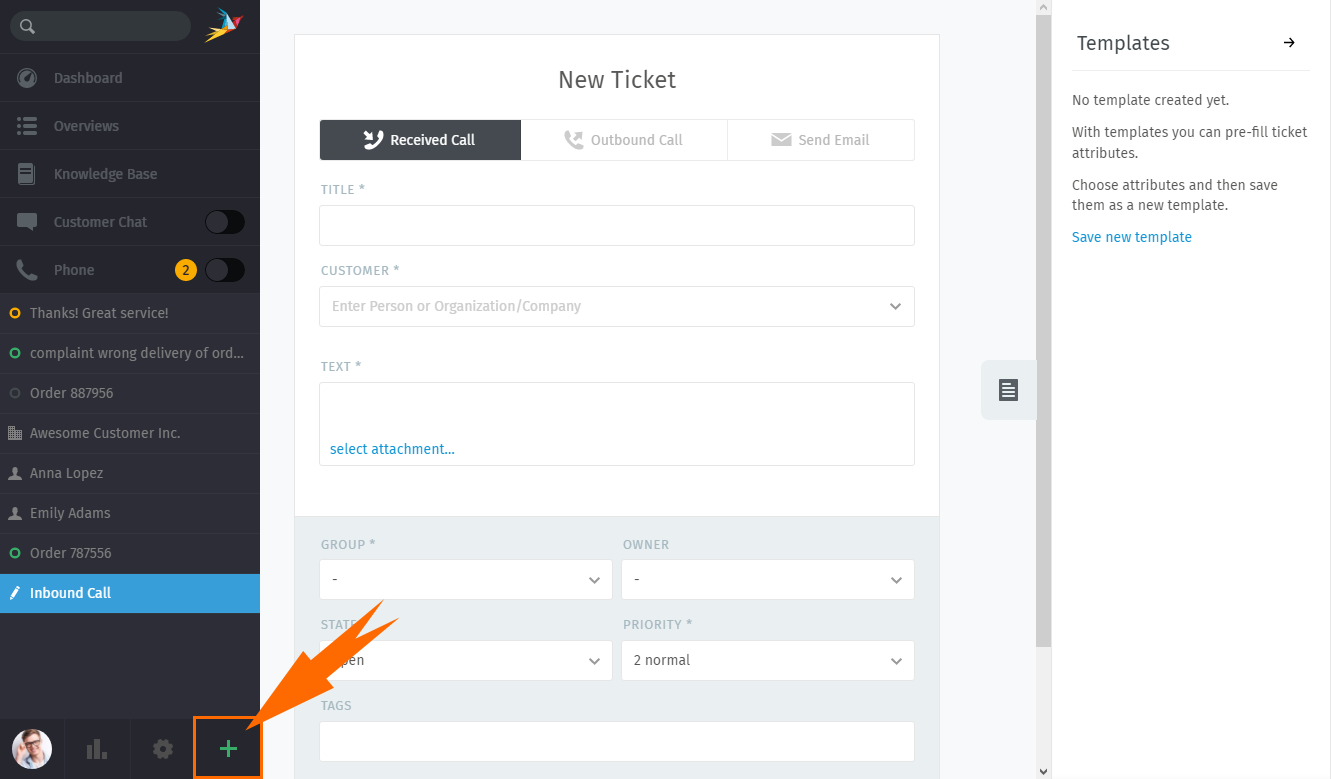 Dashboard
Overviews
Knowledge Base
Customer Chat
Phone 2
Thanks! Great service!
complaint wrong delivery of ord...
Order 887956
Awesome Customer Inc.
Anna Lopez
Emily Adams
Order 787556
Inbound Call
New Ticket
Received Call Outbound Call Send Email
TITLE *
CUSTOMER *
Enter Person or Organization/Company
TEXT *
select attachment...
GROUP * OWNER
- -
STATE PRIORITY *
2 normal
TAGS
Templates
No template created yet.
With templates you can pre-fill ticket
attributes.
Choose attributes and then save
them as a new template.
Save new template